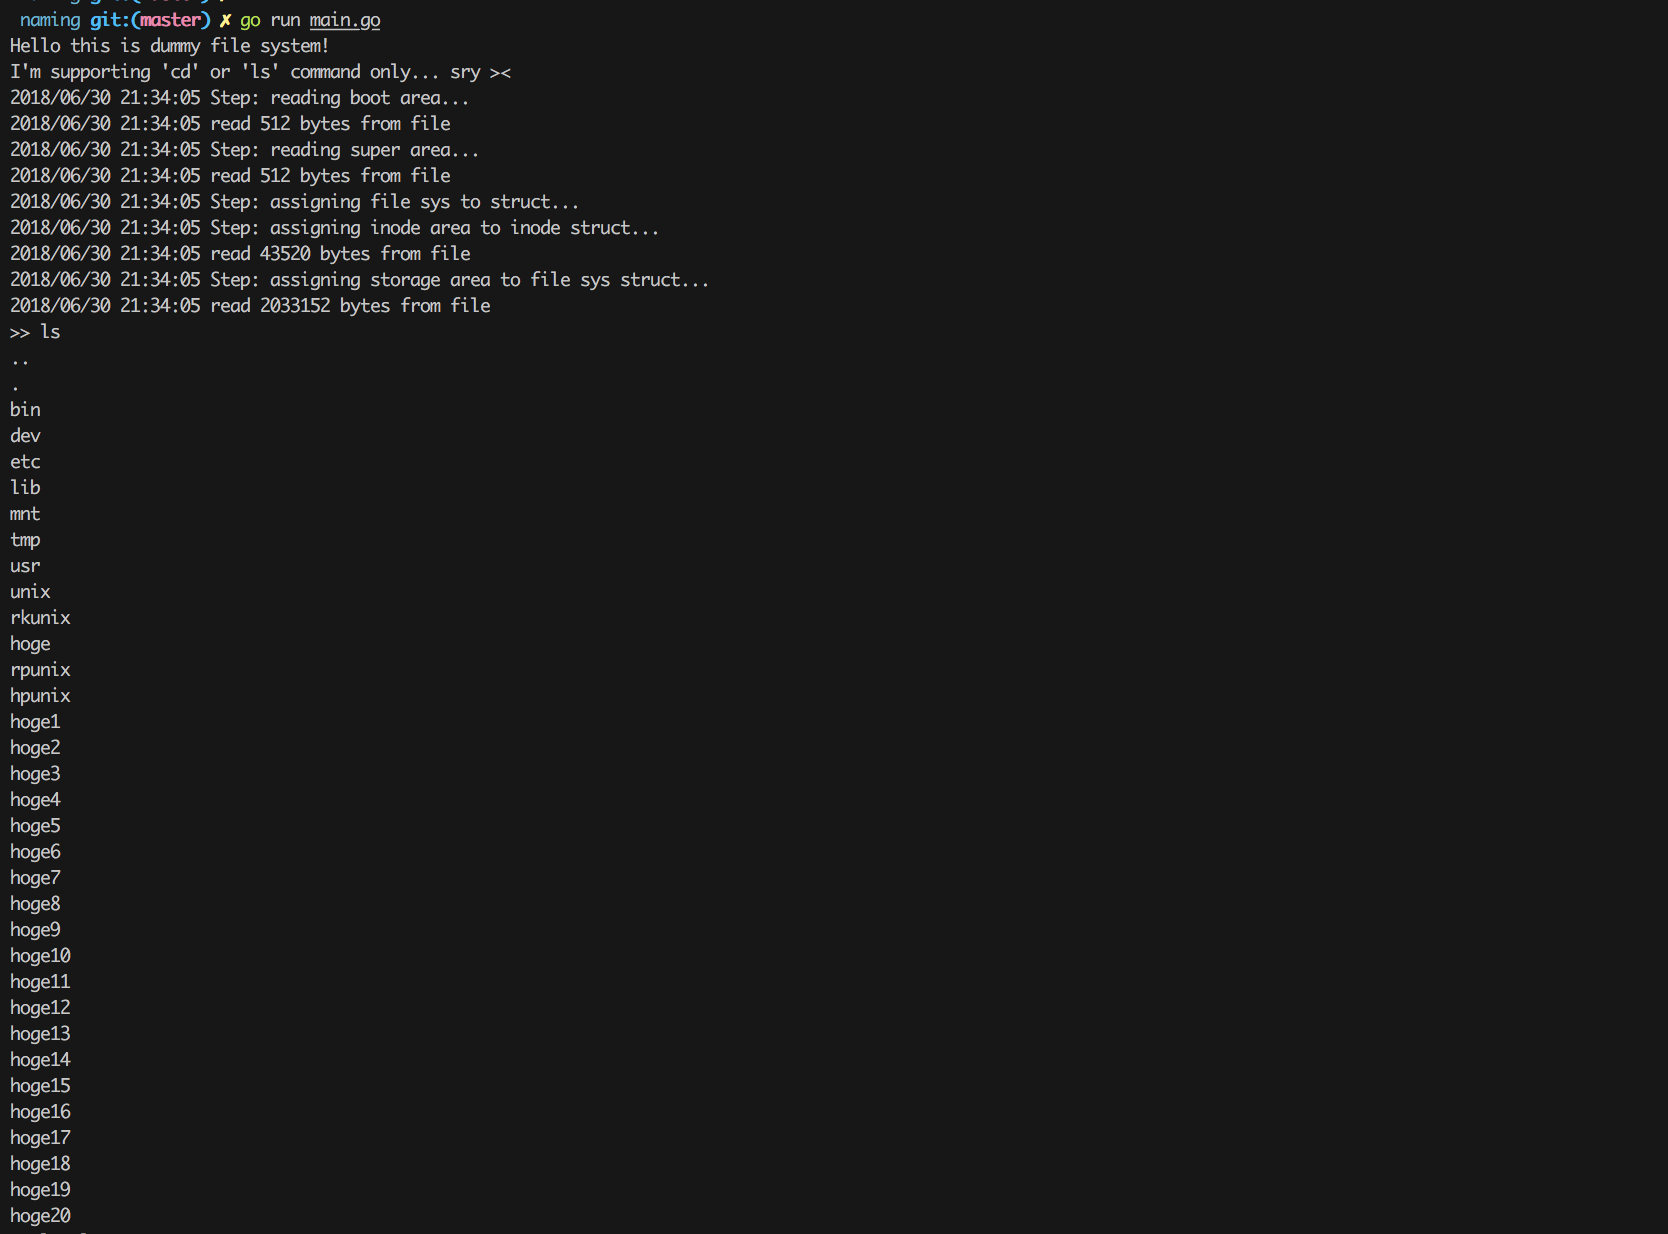 naming git:(master) ✗ go run main.go
Hello this is dummy file system!
I'm supporting 'cd' or 'ls' command only... sry ><
2018/06/30 21:34:05 Step: reading boot area...
2018/06/30 21:34:05 read 512 bytes from file
2018/06/30 21:34:05 Step: reading super area...
2018/06/30 21:34:05 read 512 bytes from file
2018/06/30 21:34:05 Step: assigning file sys to struct...
2018/06/30 21:34:05 Step: assigning inode area to inode struct...
2018/06/30 21:34:05 read 43520 bytes from file
2018/06/30 21:34:05 Step: assigning storage area to file sys struct...
2018/06/30 21:34:05 read 2033152 bytes from file
>> ls
..
.
bin
dev
etc
lib
mnt
tmp
usr
unix
rkunix
hoge
rpunix
hpunix
hoge1
hoge2
hoge3
hoge4
hoge5
hoge6
hoge7
hoge8
hoge9
hoge10
hoge11
hoge12
hoge13
hoge14
hoge15
hoge16
hoge17
hoge18
hoge19
hoge20